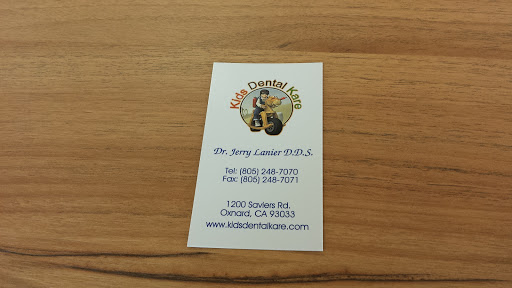 Kids Dental Kare
Dr. Jerry Lanier D.D.S.
Tel: (805) 248-7070
Fax: (805) 248-7071
1200 Saviers Rd.
Oxnard, CA 93033
www.kidsdentalkare.com